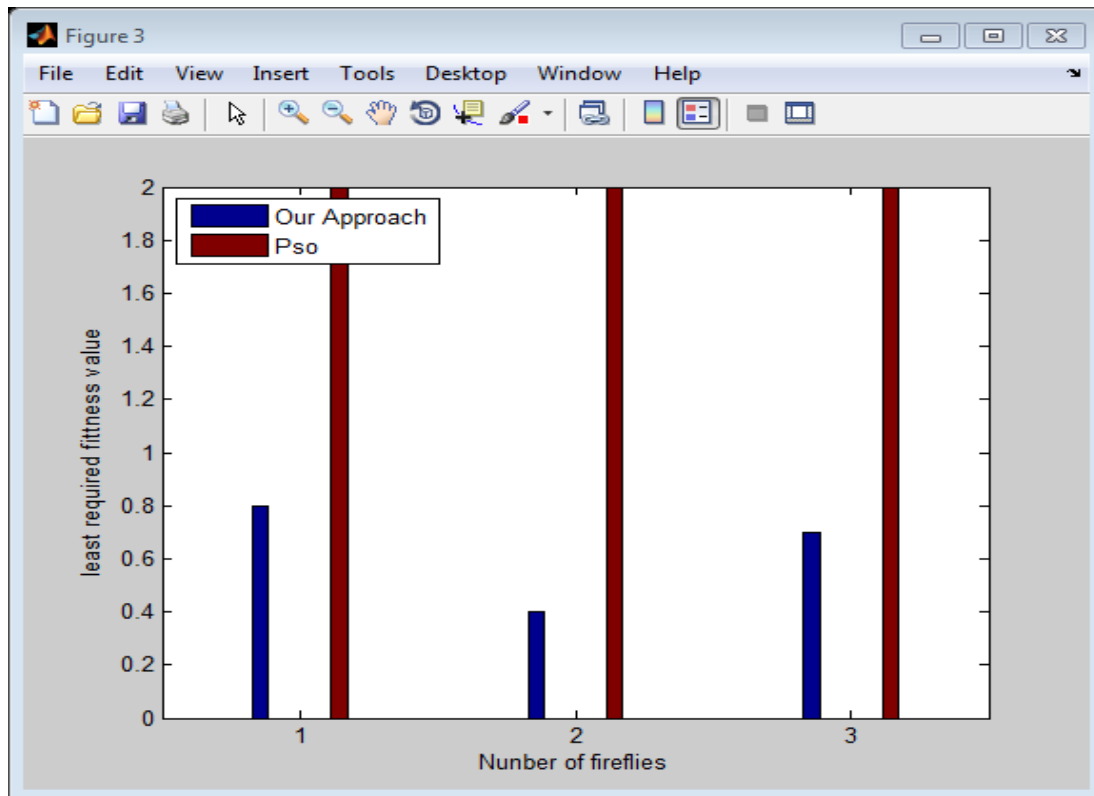 Figure 3
File Edit View Insert Tools Desktop Window Help
2
1.8
1.6
1.4
1.2
1
0.8
0.6
0.4
0.2
0
least required fittness value
Our Approach
Pso
1 2 3
Nunber of fireflies